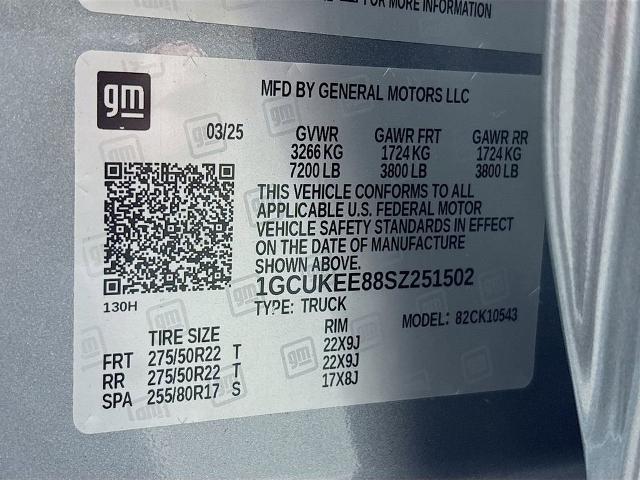 FOR MORE INFORMATION
gm
MFD BY GENERAL MOTORS LLC
03/25
GVWR GAWR FRT GAWR RR
3266 KG 1724 KG 1724 KG
7200 LB 3800 LB 3800 LB
THIS VEHICLE CONFORMS TO ALL
APPLICABLE U.S. FEDERAL MOTOR
VEHICLE SAFETY STANDARDS IN EFFECT
ON THE DATE OF MANUFACTURE
SHOWN ABOVE.
1GCUKEE88SZ251502
130H
TYPE: TRUCK
MODEL: 82CK10543
TIRE SIZE RIM
FRT 275/50R22 T 22X9J
RR 275/50R22 T 22X9J
SPA 255/80R17 S 17X8J